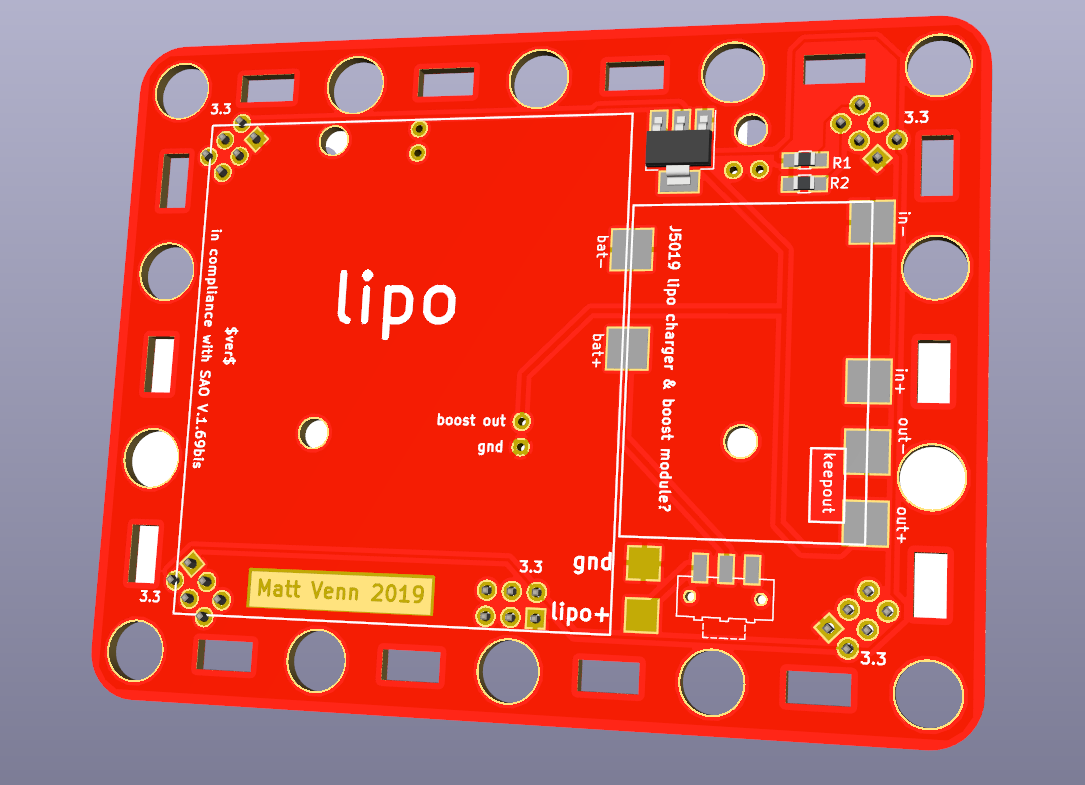 3.3
3.3
R1
R2
in compliance with SAO V.1.69bis
$ver$
lipo
bat-
bat+
J5019 lipo charger & boost module?
in-
in+
out-
out+
keepout
boost out
gnd
gnd
lipo+
3.3
3.3
Matt Venn 2019
3.3